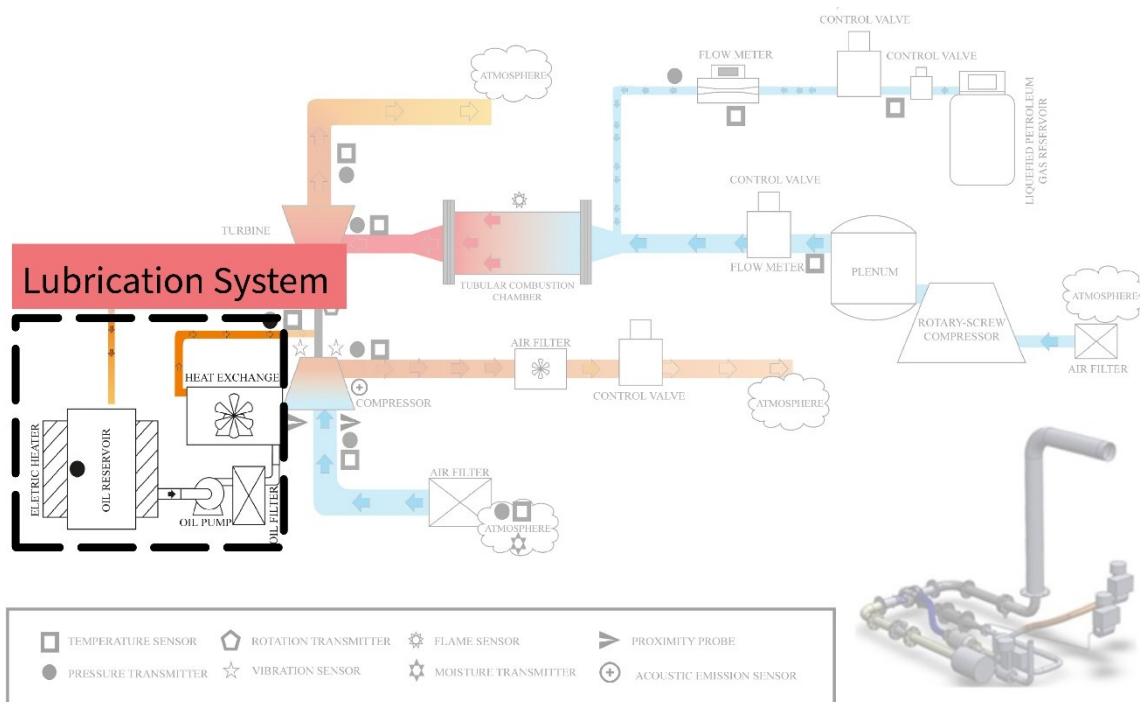 CONTROL VALVE
FLOW METER
CONTROL VALVE
ATMOSPHERE
LIQUEFIED PETROLEUM
GAS RESERVOIR
CONTROL VALVE
TURBINE
Lubrication System
TUBULAR COMBUSTION
CHAMBER
FLOW METER
PLENUM
ATMOSPHERE
ROTARY-SCREW
COMPRESSOR
AIR FILTER
HEAT EXCHANGE
AIR FILTER
COMPRESSOR
CONTROL VALVE
ATMOSPHERE
ELETRIC HEATER
OIL RESERVOIR
OIL PUMP
OIL FILTER
AIR FILTER
ATMOSPHERE
TEMPERATURE SENSOR
ROTATION TRANSMITTER
FLAME SENSOR
PROXIMITY PROBE
PRESSURE TRANSMITTER
VIBRATION SENSOR
MOISTURE TRANSMITTER
ACOUSTIC EMISSION SENSOR